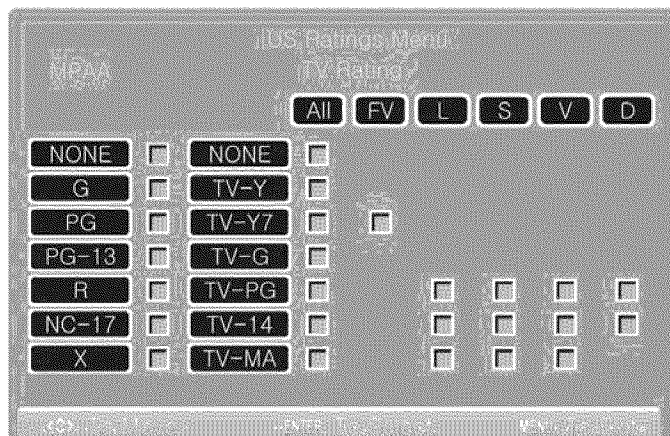 US Ratings Menu
MPAA TV Rating
All FV L S V D
NONE NONE
G TV-Y
PG TV-Y7
PG-13 TV-G
R TV-PG
NC-17 TV-14
X TV-MA
ENTER